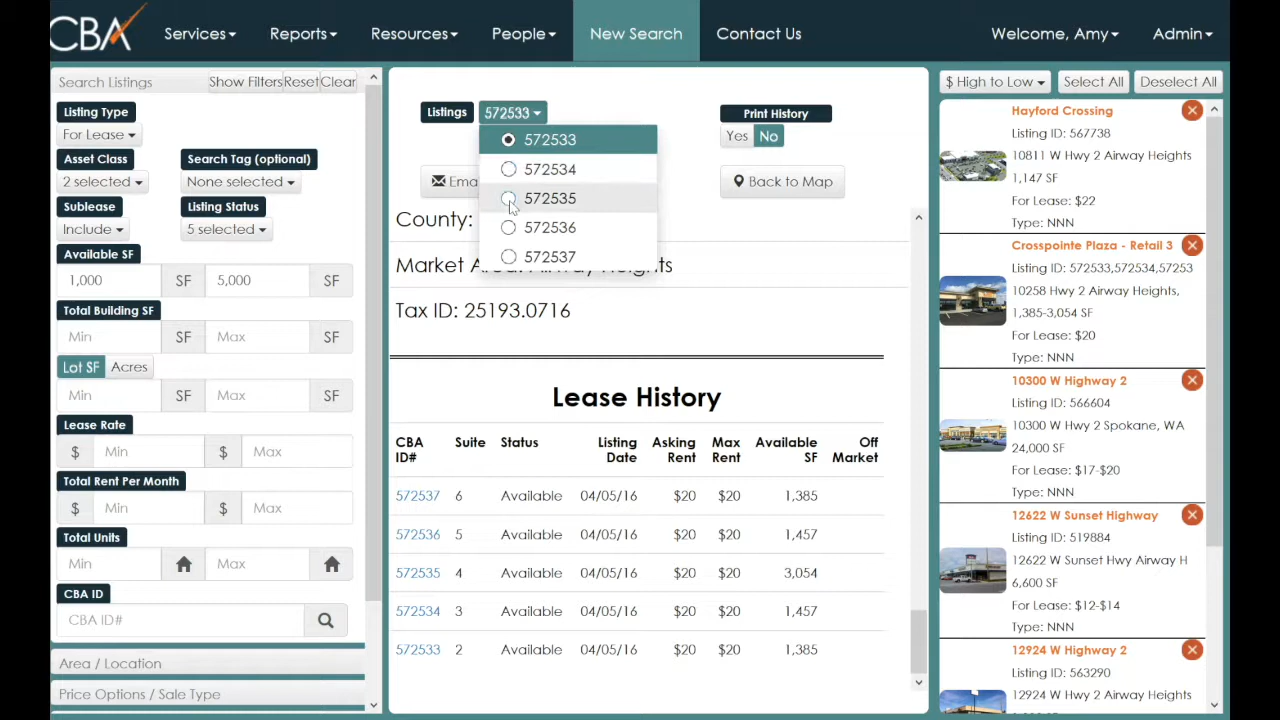 CBA
Services
Reports
Resources
People
New Search
Contact Us
Welcome, Amy
Admin
Search Listings
Show Filters
Reset
Clear
Listing Type
For Lease
Asset Class
Search Tag (optional)
2 selected
None selected
Sublease
Listing Status
Include
5 selected
Available SF
1,000 SF 5,000 SF
Total Building SF
Min SF Max SF
Lot SF Acres
Min SF Max SF
Lease Rate
$ Min $ Max
Total Rent Per Month
$ Min $ Max
Total Units
Min Max
CBA ID
CBA ID#
Area / Location
Price Options / Sale Type
Listings 572533
572533
572534
572535
572536
572537
Print History
Yes No
Ema
Back to Map
County:
Market Area: Airway Heights
Tax ID: 25193.0716
Lease History
CBA ID# Suite Status Listing Date Asking Rent Max Rent Available SF Off Market
572537 6 Available 04/05/16 $20 $20 1,385
572536 5 Available 04/05/16 $20 $20 1,457
572535 4 Available 04/05/16 $20 $20 3,054
572534 3 Available 04/05/16 $20 $20 1,457
572533 2 Available 04/05/16 $20 $20 1,385
$ High to Low
Select All
Deselect All
Hayford Crossing
Listing ID: 567738
10811 W Hwy 2 Airway Heights
1,147 SF
For Lease: $22
Type: NNN
Crosspointe Plaza - Retail 3
Listing ID: 572533,572534,57253
10258 Hwy 2 Airway Heights,
1,385-3,054 SF
For Lease: $20
Type: NNN
10300 W Highway 2
Listing ID: 566604
10300 W Hwy 2 Spokane, WA
24,000 SF
For Lease: $17-$20
Type: NNN
12622 W Sunset Highway
Listing ID: 519884
12622 W Sunset Hwy Airway H
6,600 SF
For Lease: $12-$14
Type: NNN
12924 W Highway 2
Listing ID: 563290
12924 W Hwy 2 Airway Heights